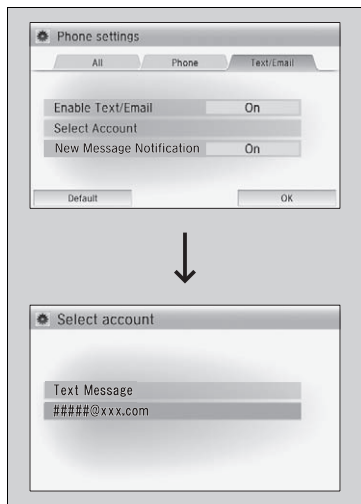 Phone settings
All Phone Text/Email
Enable Text/Email On
Select Account
New Message Notification On
Default OK
Select account
Text Message
#####@xxx.com